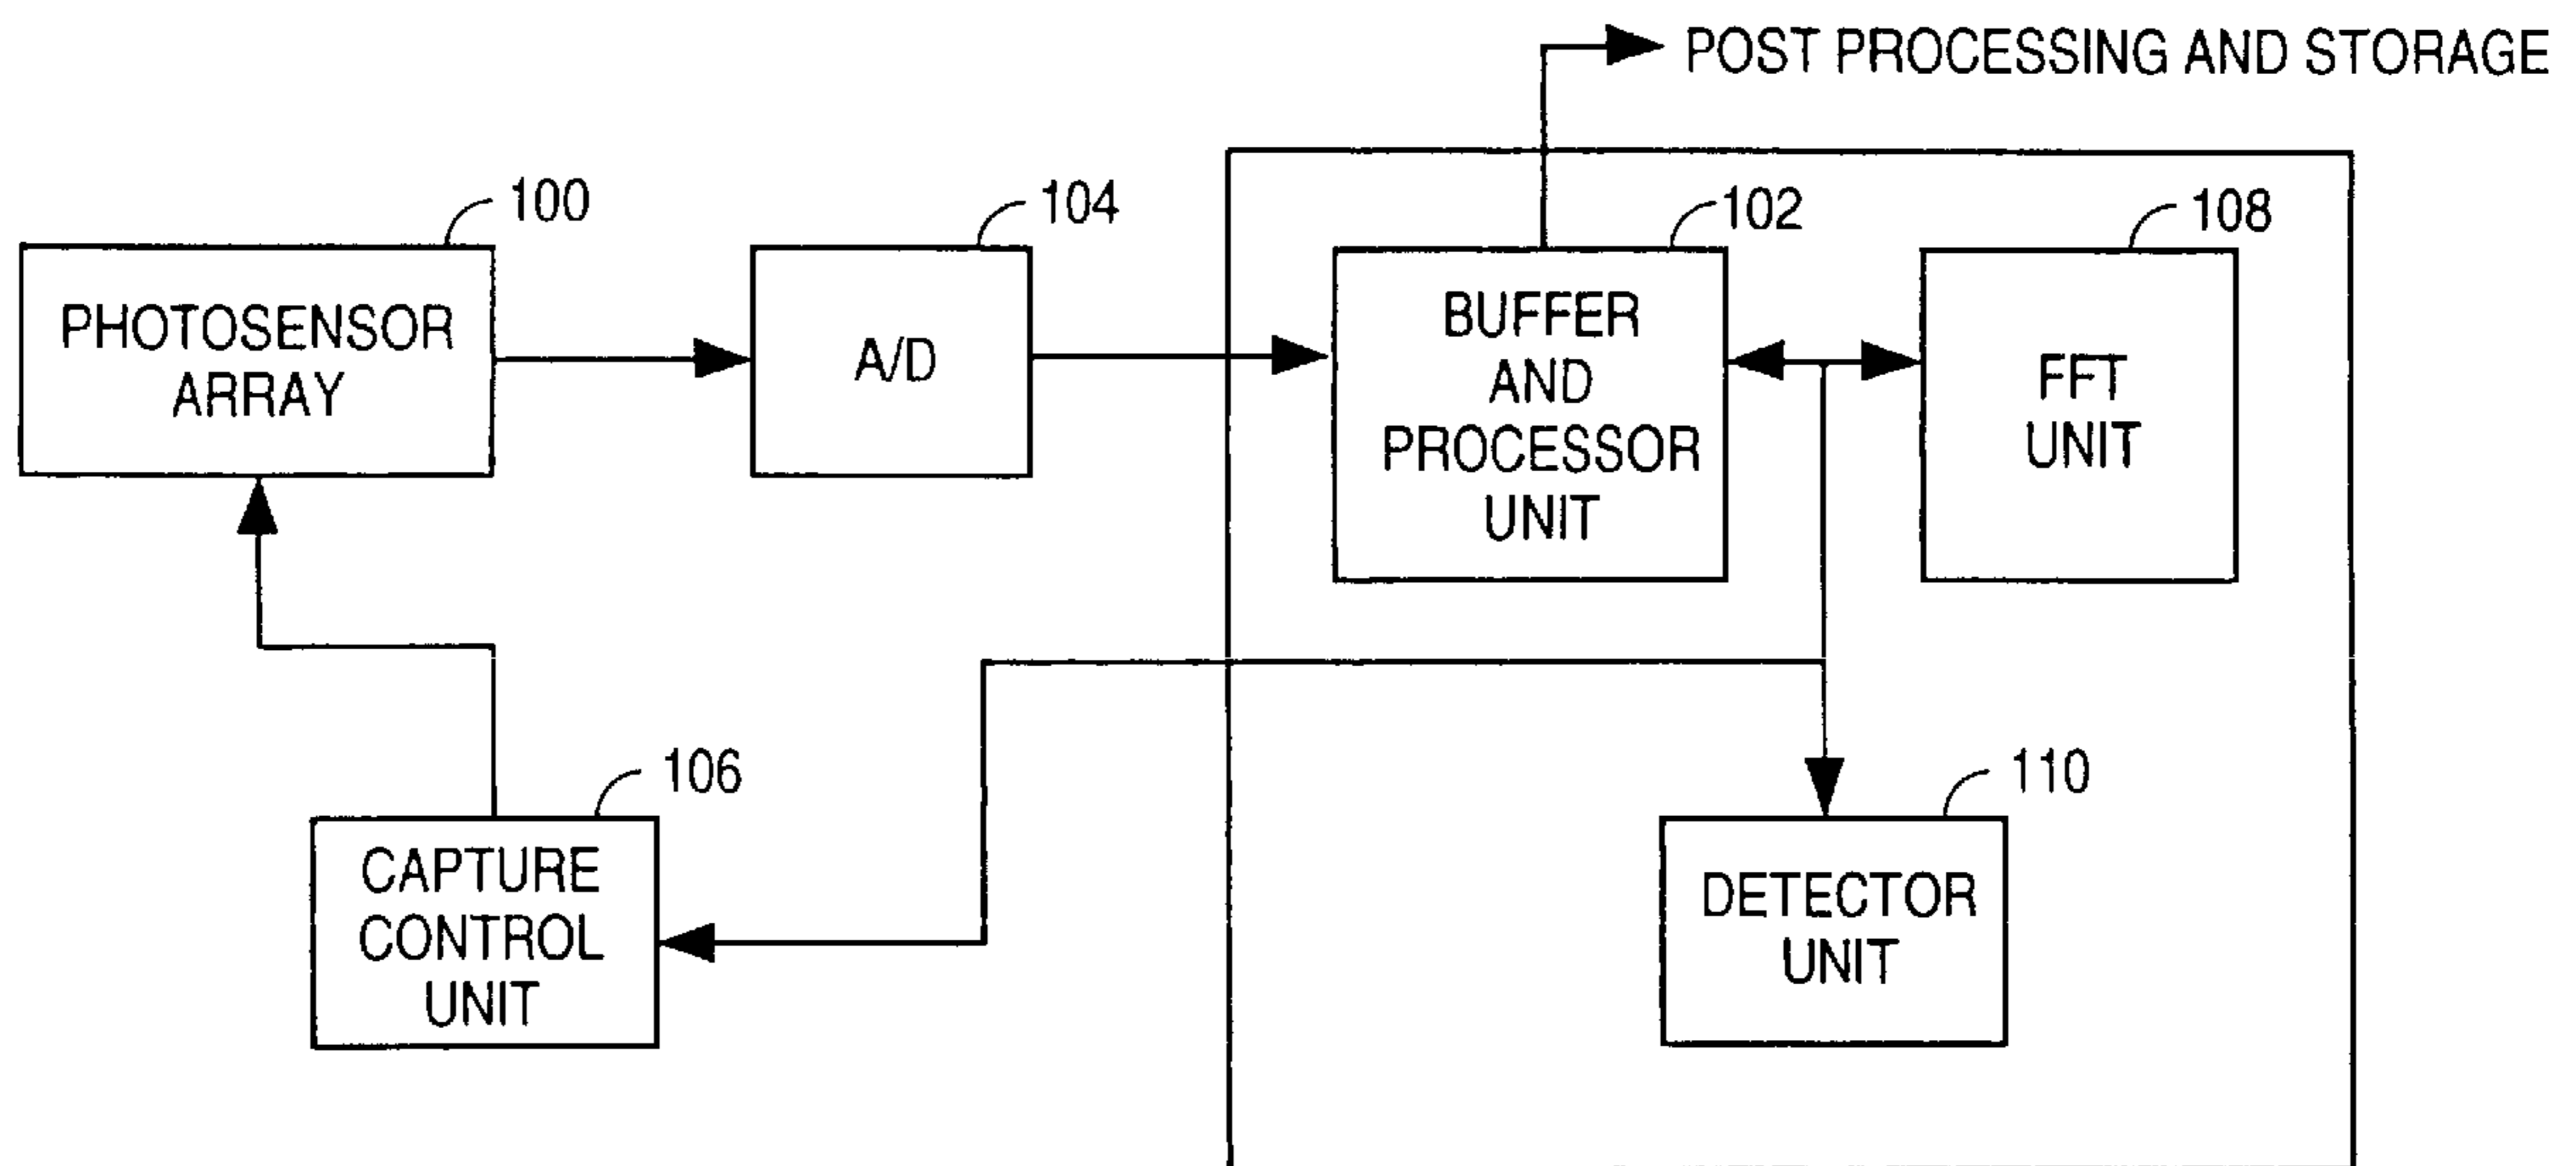 POST PROCESSING AND STORAGE
100
104
102
108
PHOTOSENSOR
ARRAY
A/D
BUFFER
AND
PROCESSOR
UNIT
FFT
UNIT
106
110
CAPTURE
CONTROL
UNIT
DETECTOR
UNIT